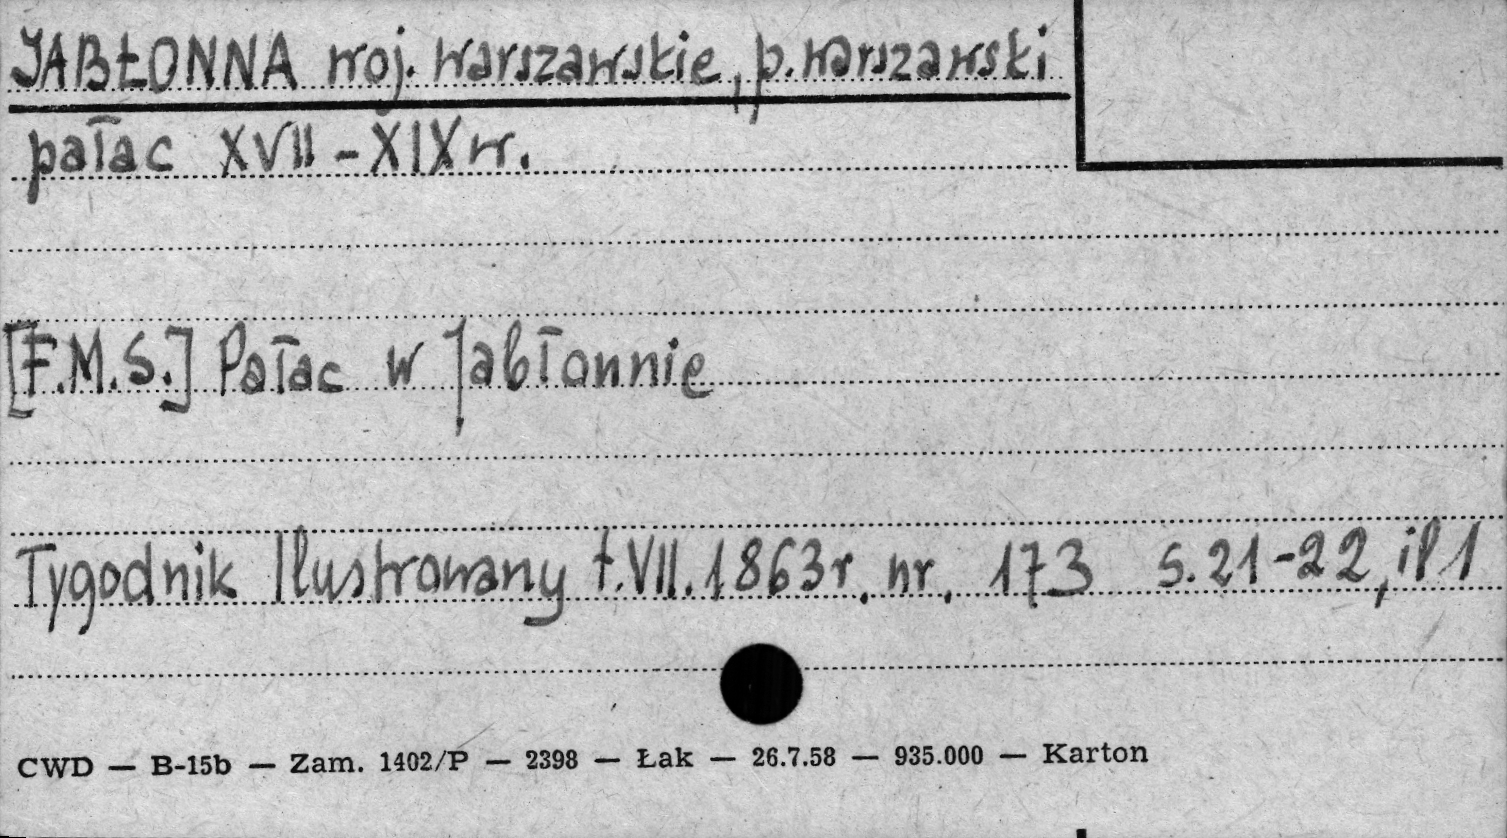 JABŁONNA woj. warszawskie, p. warszawski
pałac XVII - XIX w.
[F.M.S.] Pałac w Jabłonnie
Tygodnik Ilustrowany t.VII. 1863r. nr. 173 s. 21-22, il 1
CWD — B-15b — Zam. 1402/P — 2398 — Łak — 26.7.58 — 935.000 — Karton